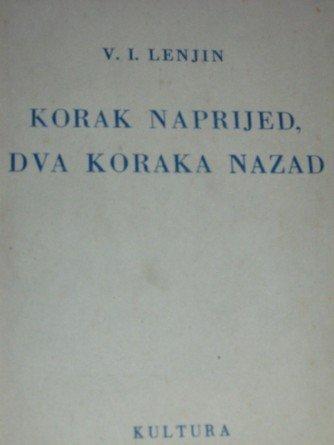 V. I. LENJIN
KORAK NAPRIJED,
DVA KORAKA NAZAD
KULTURA